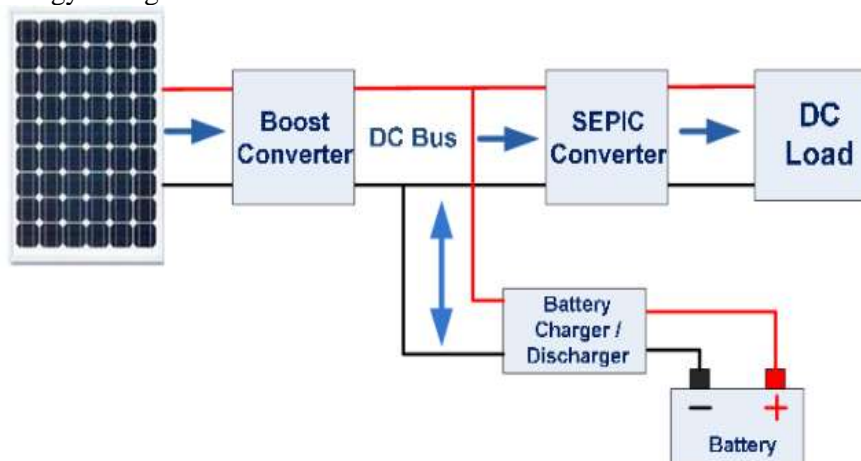 Boost
Converter
DC Bus
SEPIC
Converter
DC
Load
Battery
Charger /
Discharger
− +
Battery